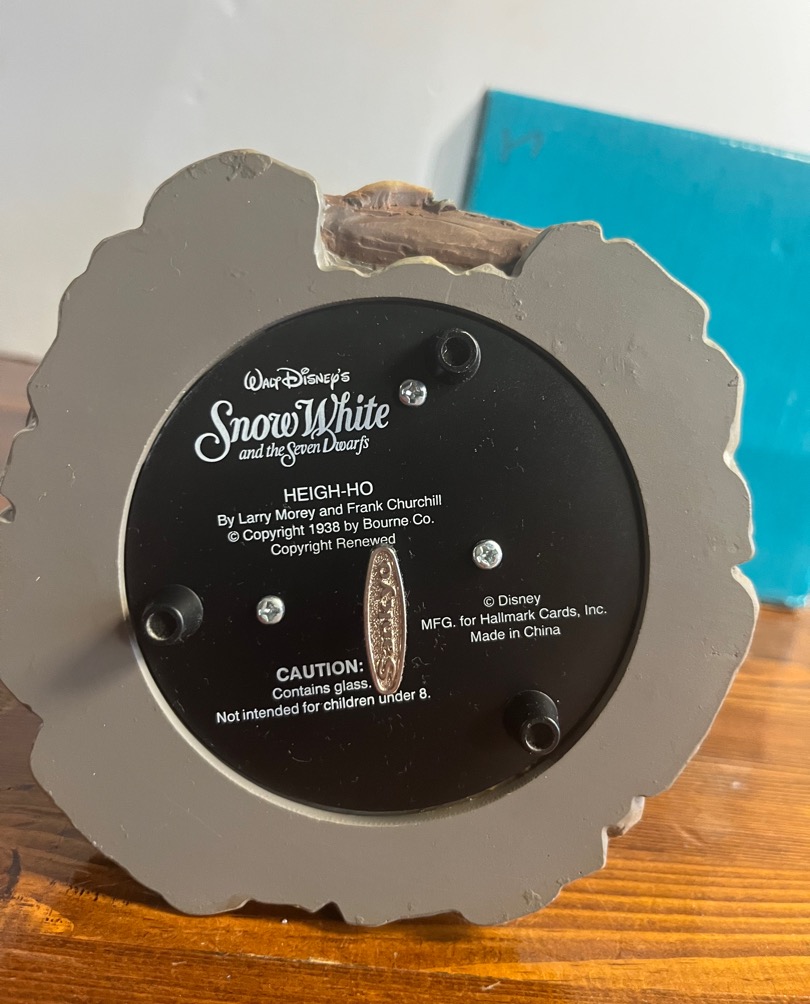 WALT DISNEY'S
Snow White
and the Seven Dwarfs
HEIGH-HO
By Larry Morey and Frank Churchill
© Copyright 1938 by Bourne Co.
Copyright Renewed
© Disney
MFG. for Hallmark Cards, Inc.
Made in China
CAUTION:
Contains glass.
Not intended for children under 8.
SANKYO